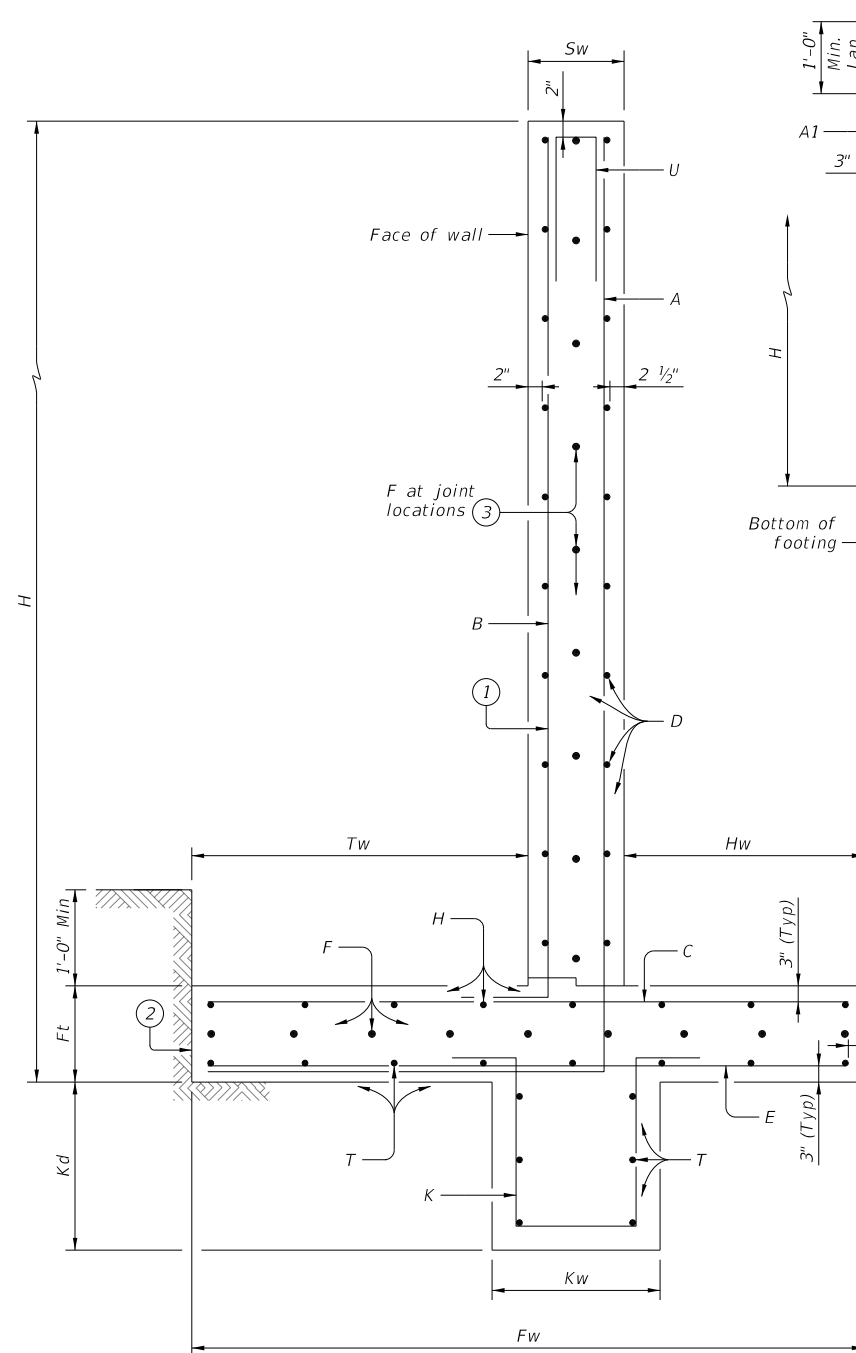 Sw
1'-0"
Min.
2"
A1
3"
U
Face of wall
A
H
2"
2 ½"
F at joint
locations 3
Bottom of
footing
H
B
1
D
Tw
Hw
1'-0" Min
H
F
C
3" (Typ)
2
Ft
E
3" (Typ)
T
T
Kd
K
Kw
Fw